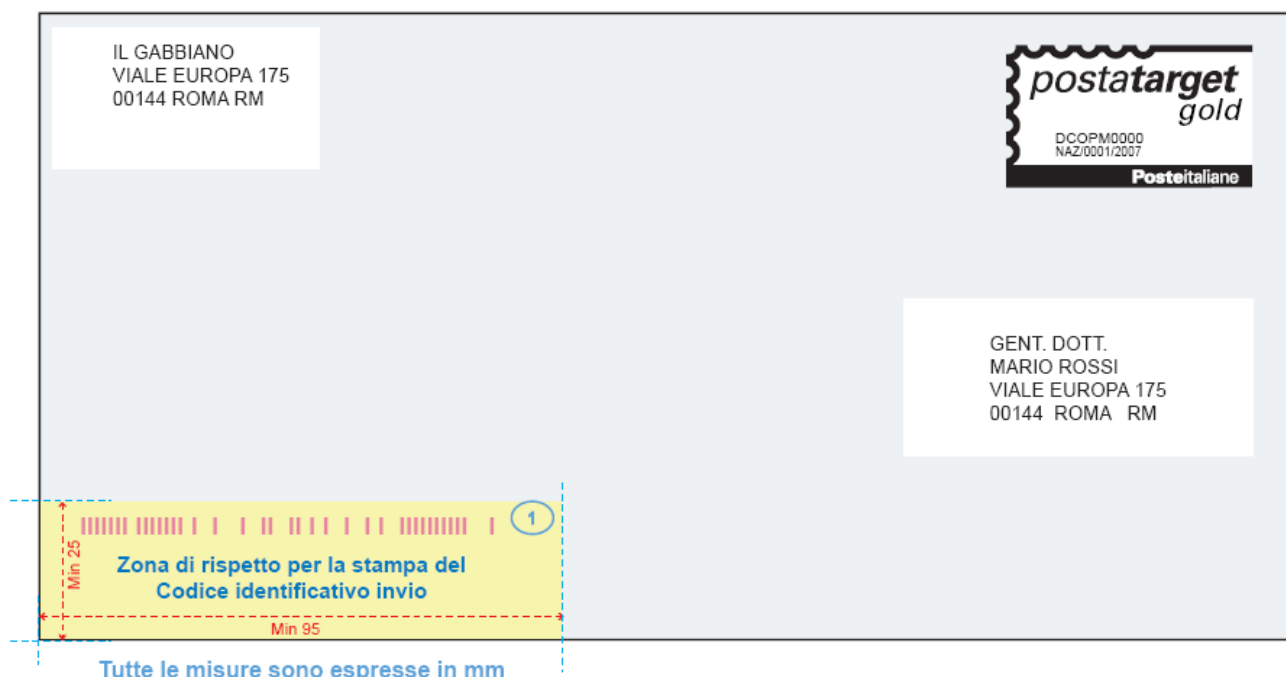 IL GABBIANO
VIALE EUROPA 175
00144 ROMA RM
postatarget
gold
DCOPM0000
NAZ/0001/2007
Posteitaliane
GENT. DOTT.
MARIO ROSSI
VIALE EUROPA 175
00144 ROMA RM
1
Min 25
Zona di rispetto per la stampa del
Codice identificativo invio
Min 95
Tutte le misure sono espresse in mm